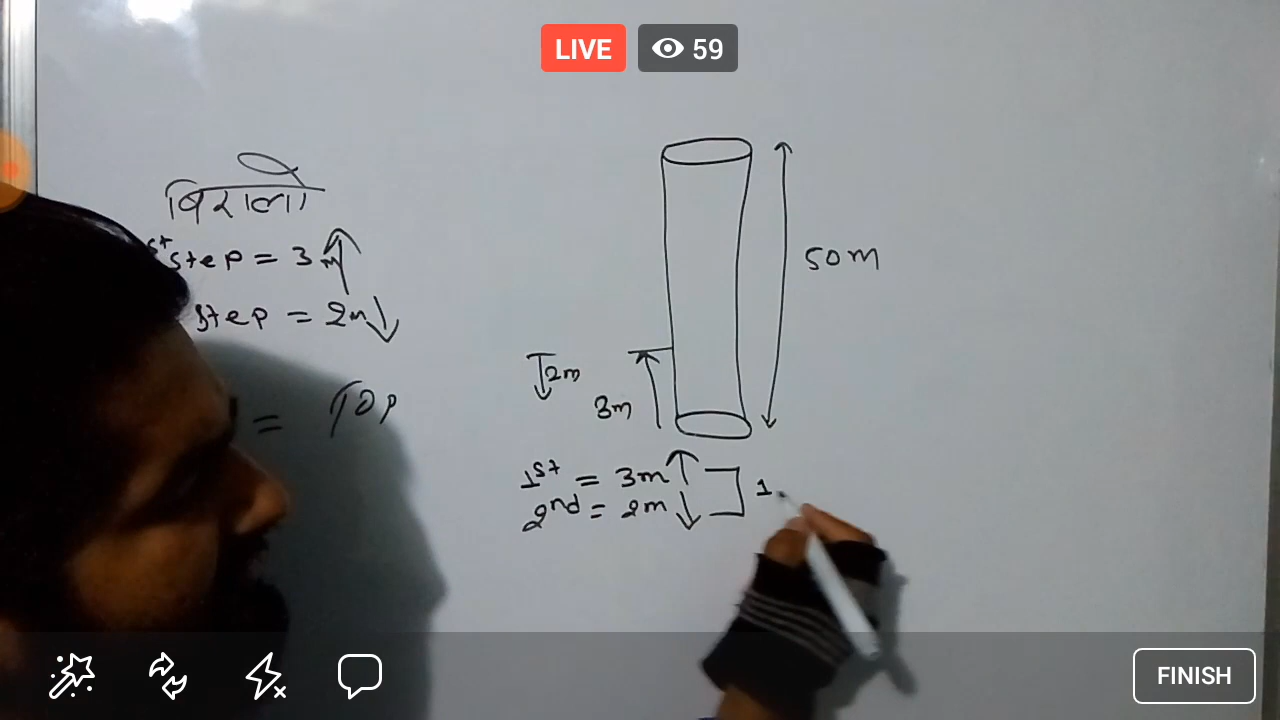 LIVE 59
बिरालो
st step = 3m ↑
step = 2m ↓
= TOP
50m
↓ 2m
3m
1st = 3m ↑
2nd = 2m ↓
1
FINISH